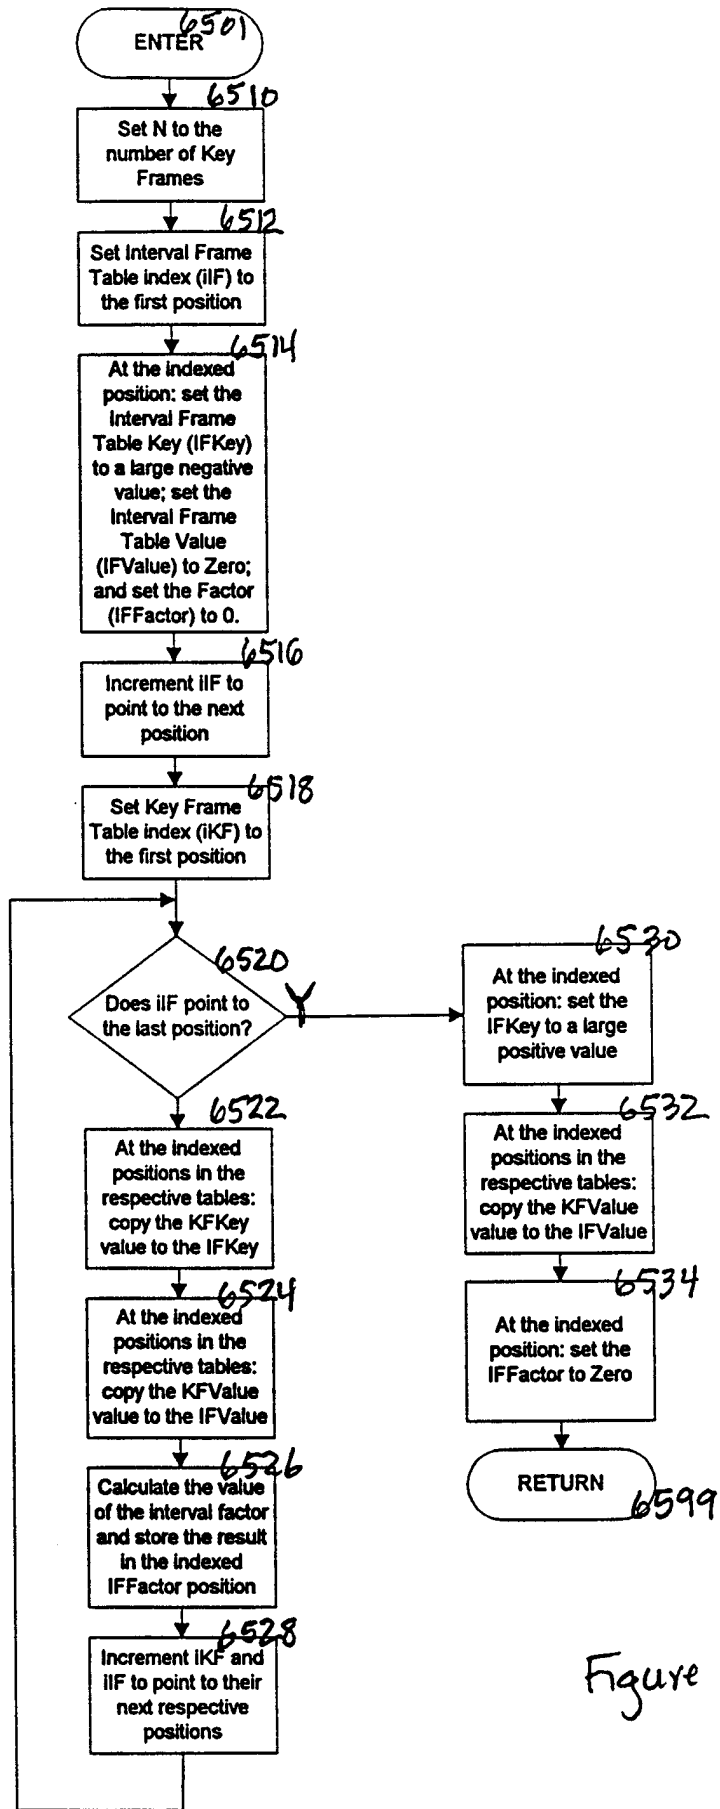 6501
ENTER
6510
Set N to the
number of Key
Frames
6512
Set Interval Frame
Table index (iIF) to
the first position
6514
At the indexed
position: set the
Interval Frame
Table Key (IFKey)
to a large negative
value; set the
Interval Frame
Table Value
(IFValue) to Zero;
and set the Factor
(IFFactor) to 0.
6516
Increment iIF to
point to the next
position
6518
Set Key Frame
Table index (iKF) to
the first position
6520
Does iIF point to
the last position?
Y
6522
At the indexed
positions in the
respective tables:
copy the KFKey
value to the IFKey
6524
At the indexed
positions in the
respective tables:
copy the KFValue
value to the IFValue
6526
Calculate the value
of the interval factor
and store the result
in the indexed
IFFactor position
6528
Increment iKF and
iIF to point to their
next respective
positions
6530
At the indexed
position: set the
IFKey to a large
positive value
6532
At the indexed
positions in the
respective tables:
copy the KFValue
value to the IFValue
6534
At the indexed
position: set the
IFFactor to Zero
RETURN
6599
Figure